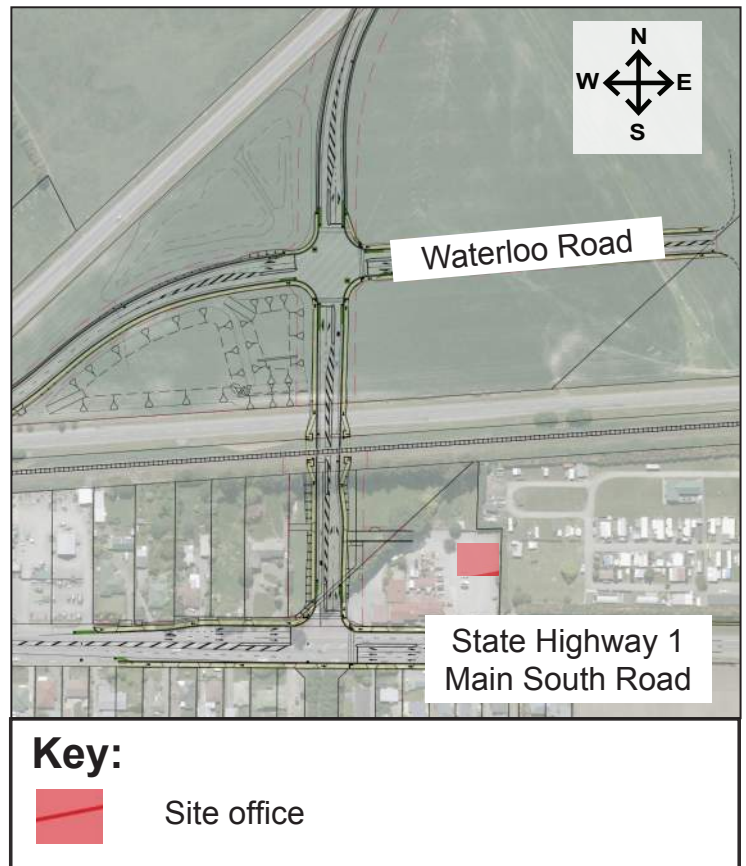 N
W E
S
Waterloo Road
State Highway 1
Main South Road
Key:
Site office